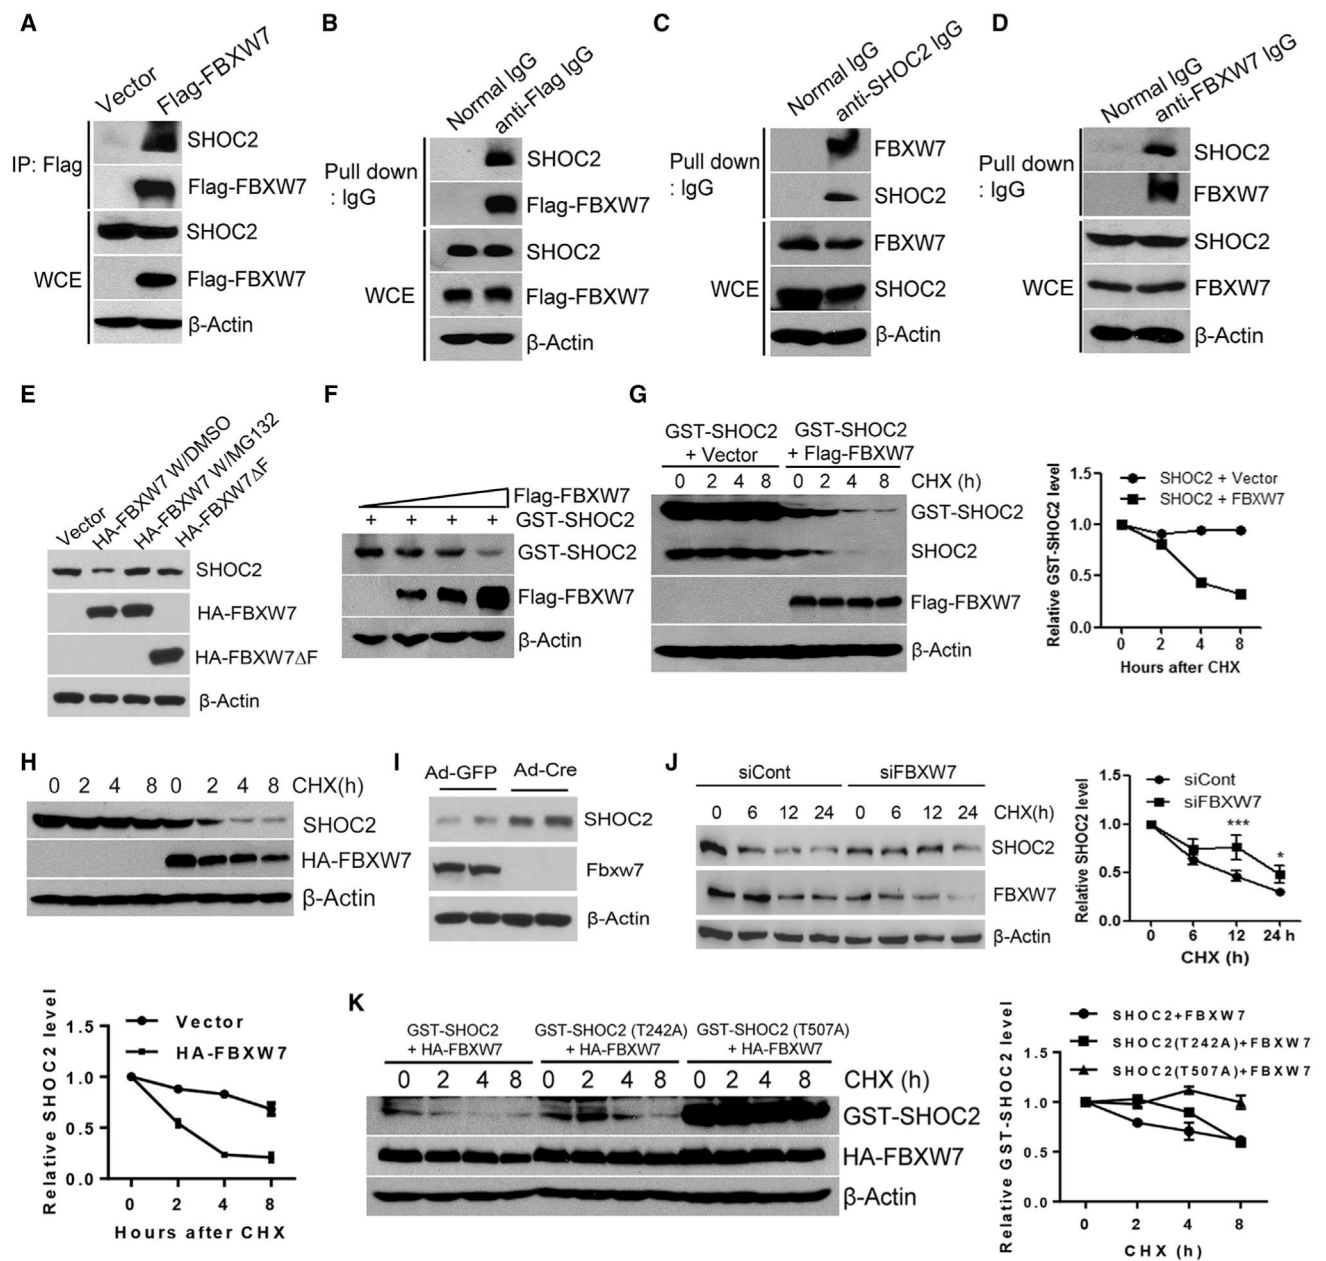 A
Vector
Flag-FBXW7
IP: Flag
SHOC2
Flag-FBXW7
WCE
SHOC2
Flag-FBXW7
β-Actin
B
Normal IgG
anti-Flag IgG
Pull down
: IgG
SHOC2
Flag-FBXW7
WCE
SHOC2
Flag-FBXW7
β-Actin
C
Normal IgG
anti-SHOC2 IgG
Pull down
: IgG
FBXW7
SHOC2
WCE
FBXW7
SHOC2
β-Actin
D
Normal IgG
anti-FBXW7 IgG
Pull down
: IgG
SHOC2
FBXW7
WCE
SHOC2
FBXW7
β-Actin
E
Vector
HA-FBXW7 W/DMSO
HA-FBXW7 W/MG132
HA-FBXW7ΔF
SHOC2
HA-FBXW7
HA-FBXW7ΔF
β-Actin
F
Flag-FBXW7
+ + + + GST-SHOC2
GST-SHOC2
Flag-FBXW7
β-Actin
G
GST-SHOC2 GST-SHOC2
+ Vector + Flag-FBXW7
0 2 4 8 0 2 4 8 CHX (h)
GST-SHOC2
SHOC2
Flag-FBXW7
β-Actin
Relative GST-SHOC2 level
1.5
1.0
0.5
0.0
SHOC2 + Vector
SHOC2 + FBXW7
0 2 4 8
Hours after CHX
H
0 2 4 8 0 2 4 8 CHX(h)
SHOC2
HA-FBXW7
β-Actin
Relative SHOC2 level
1.5
1.0
0.5
0.0
Vector
HA-FBXW7
0 2 4 8
Hours after CHX
I
Ad-GFP Ad-Cre
SHOC2
Fbxw7
β-Actin
J
siCont siFBXW7
0 6 12 24 0 6 12 24 CHX(h)
SHOC2
FBXW7
β-Actin
Relative SHOC2 level
1.5
1.0
0.5
0.0
siCont
siFBXW7
***
*
0 6 12 24 h
CHX (h)
K
GST-SHOC2 GST-SHOC2 (T242A) GST-SHOC2 (T507A)
+ HA-FBXW7 + HA-FBXW7 + HA-FBXW7
0 2 4 8 0 2 4 8 0 2 4 8 CHX (h)
GST-SHOC2
HA-FBXW7
β-Actin
Relative GST-SHOC2 level
1.5
1.0
0.5
0.0
SHOC2+FBXW7
SHOC2(T242A)+FBXW7
SHOC2(T507A)+FBXW7
0 2 4 8
CHX (h)